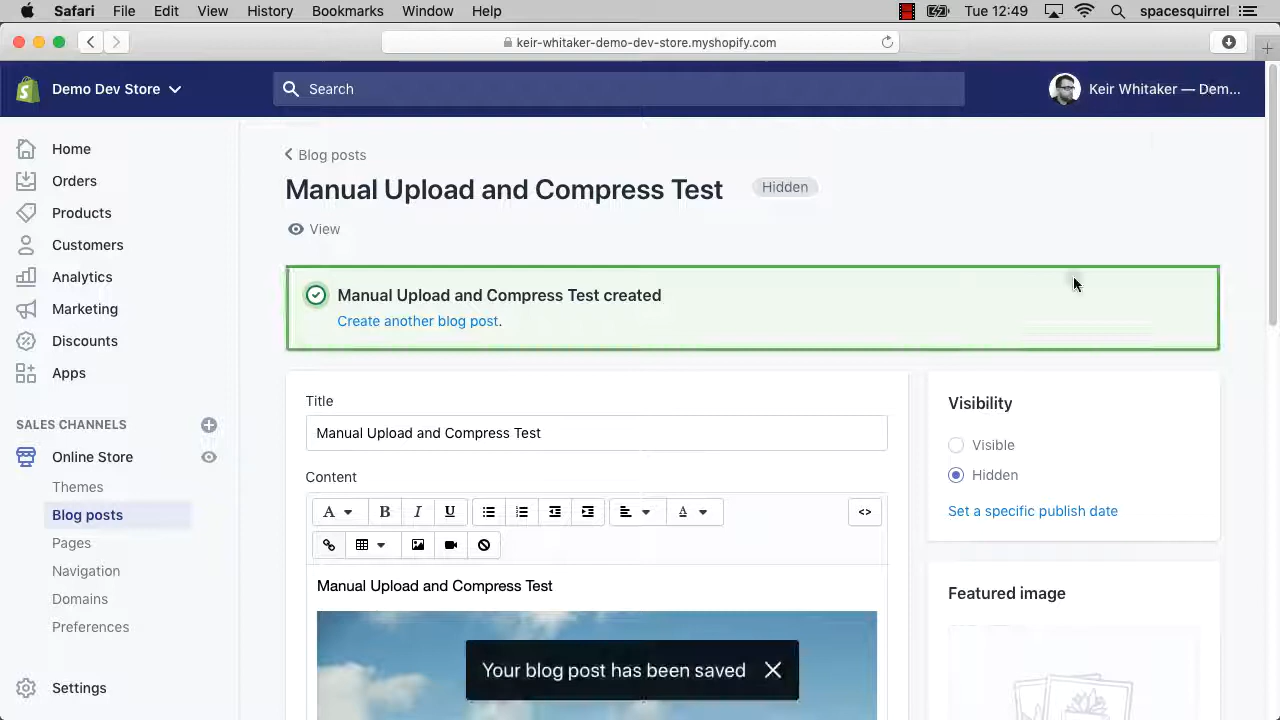 Safari File Edit View History Bookmarks Window Help Tue 12:49 spacesquirrel
keir-whitaker-demo-dev-store.myshopify.com
Demo Dev Store Search Keir Whitaker — Dem...
Home
Orders
Products
Customers
Analytics
Marketing
Discounts
Apps
SALES CHANNELS
Online Store
Themes
Blog posts
Pages
Navigation
Domains
Preferences
Settings
Blog posts
Manual Upload and Compress Test Hidden
View
Manual Upload and Compress Test created
Create another blog post.
Title
Manual Upload and Compress Test
Content
A B I U A <>
Manual Upload and Compress Test
Your blog post has been saved
Visibility
Visible
Hidden
Set a specific publish date
Featured image